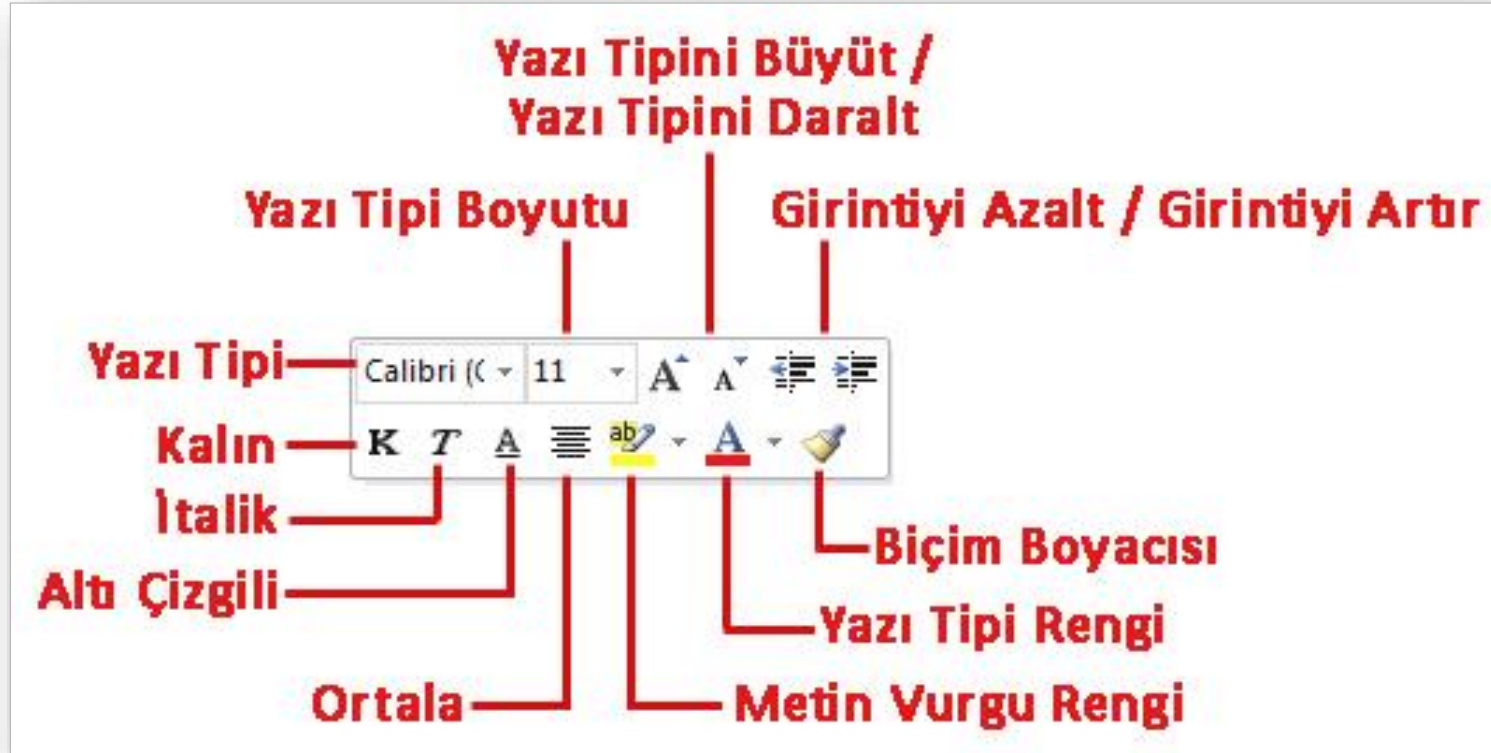 Yazı Tipini Büyüt /
Yazı Tipini Daralt
Yazı Tipi Boyutu
Girintiyi Azalt / Girintiyi Artır
Yazı Tipi
Calibri (C
11
A A
Kalın
K T A ab A
İtalik
Altı Çizgili
Biçim Boyacısı
Yazı Tipi Rengi
Ortala
Metin Vurgu Rengi